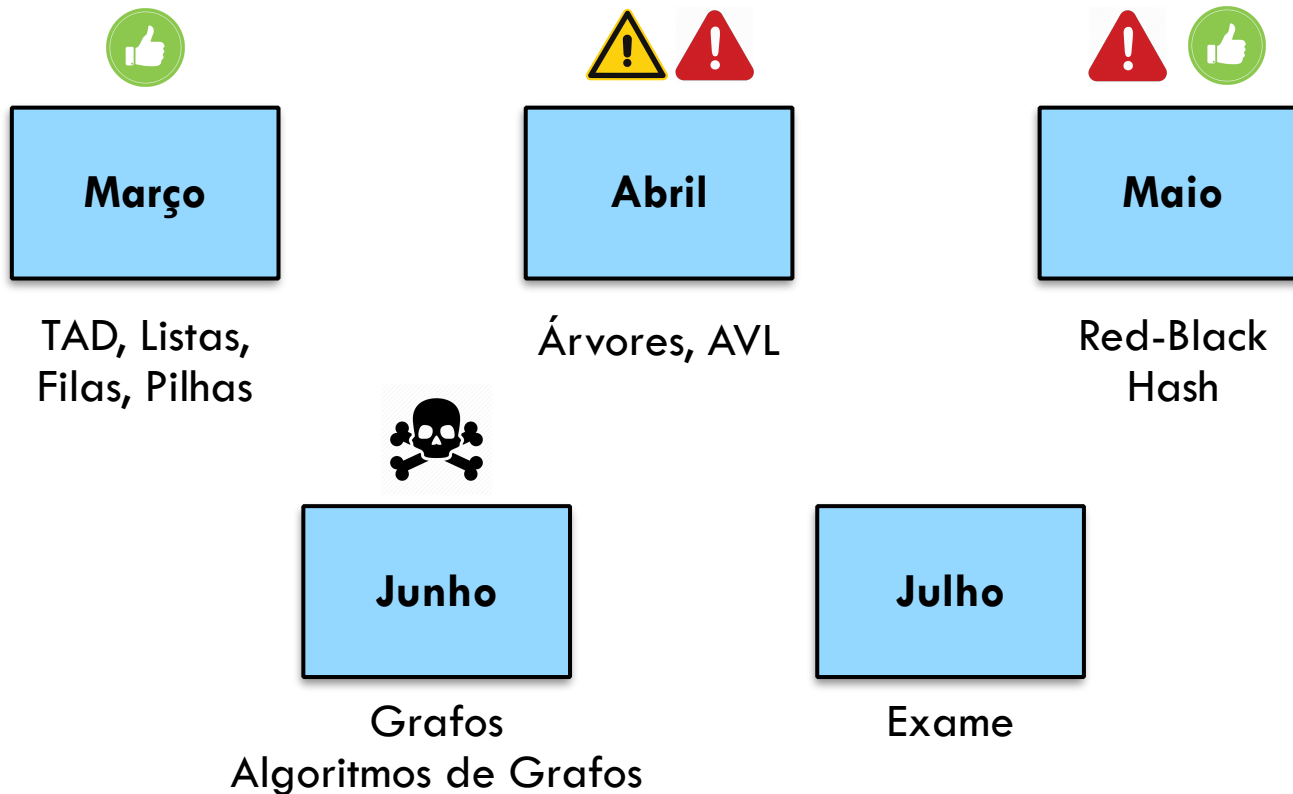 Março
Abril
Maio
TAD, Listas,
Filas, Pilhas
Árvores, AVL
Red-Black
Hash
Junho
Julho
Grafos
Algoritmos de Grafos
Exame